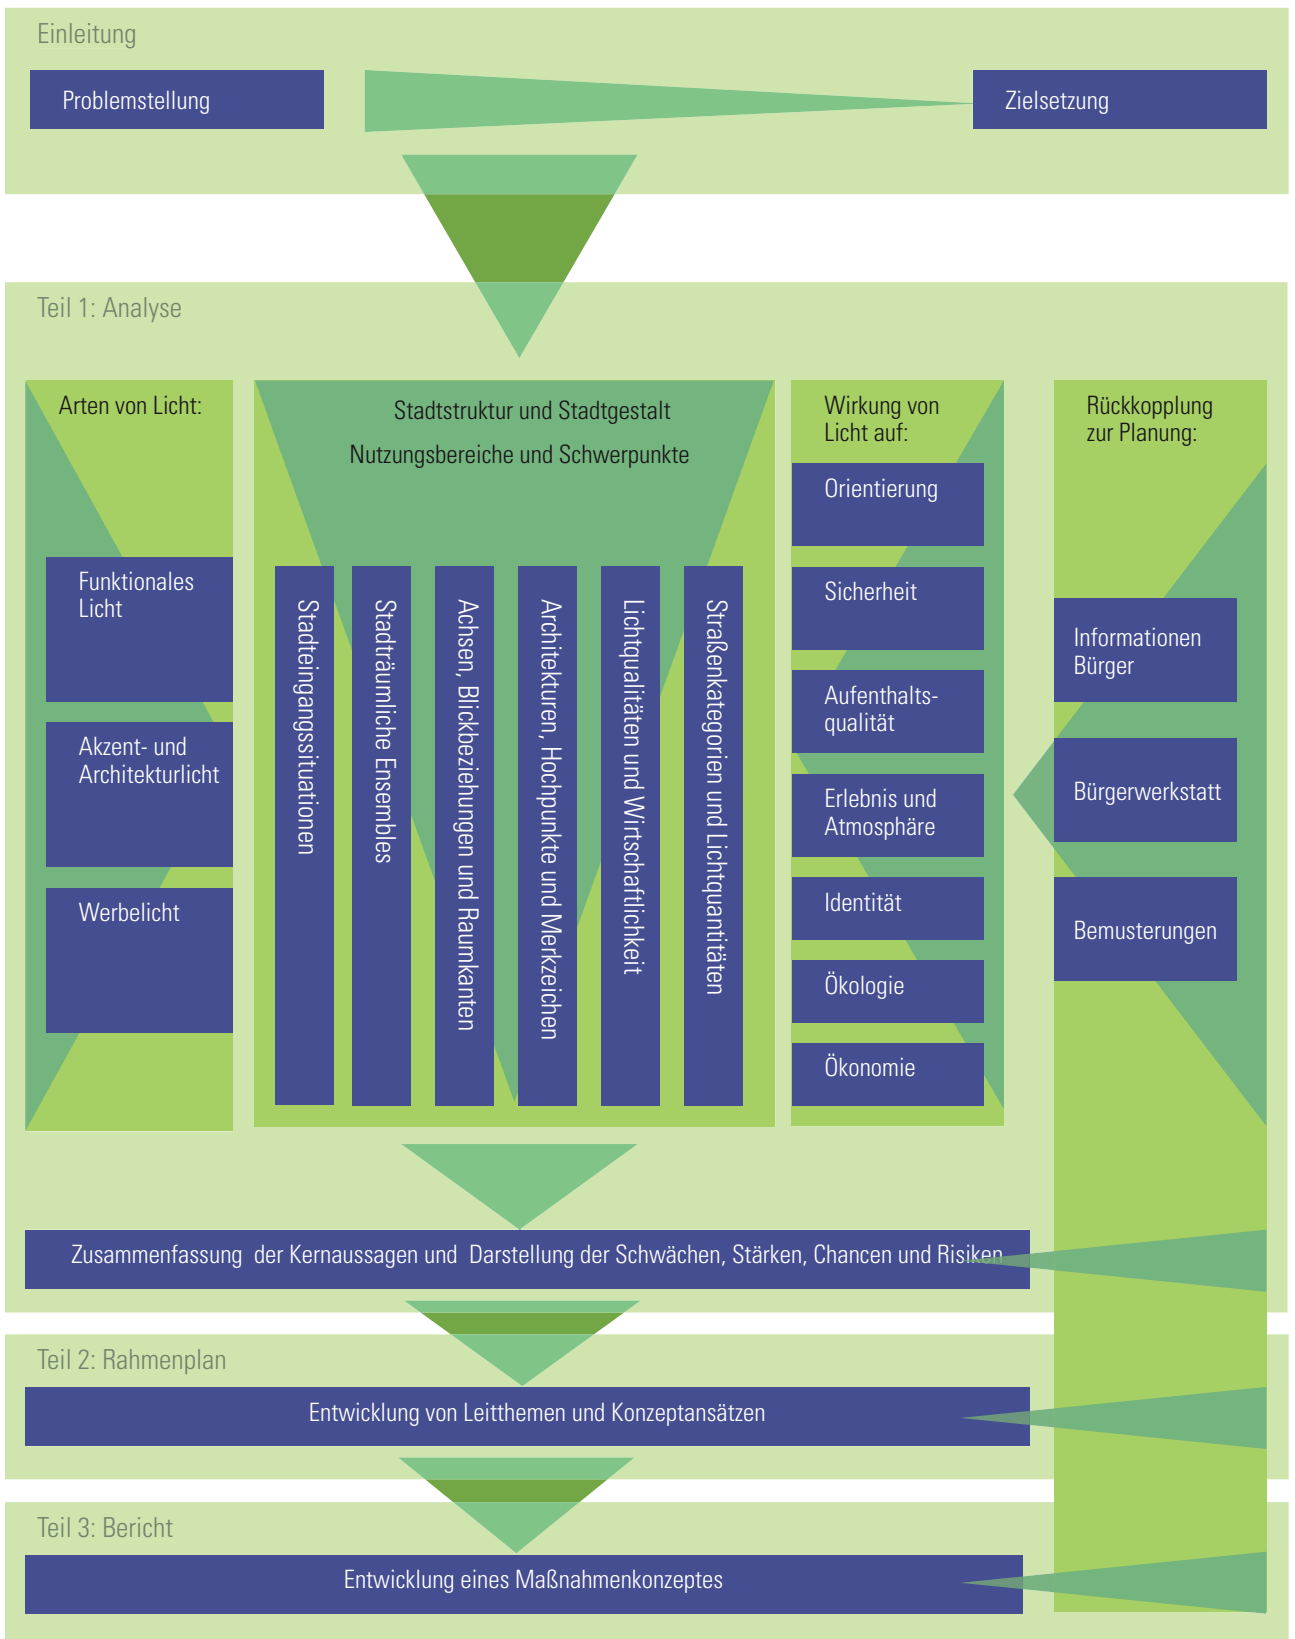 Einleitung
Problemstellung
Zielsetzung
Teil 1: Analyse
Arten von Licht:
Funktionales
Licht
Akzent- und
Architekturlicht
Werbelicht
Stadtstruktur und Stadtgestalt
Nutzungsbereiche und Schwerpunkte
Stadteingangssituationen
Stadträumliche Ensembles
Achsen, Blickbeziehungen und Raumkanten
Architekturen, Hochpunkte und Merkzeichen
Lichtqualitäten und Wirtschaftlichkeit
Straßenkategorien und Lichtquantitäten
Wirkung von
Licht auf:
Orientierung
Sicherheit
Aufenthalts-
qualität
Erlebnis und
Atmosphäre
Identität
Ökologie
Ökonomie
Rückkopplung
zur Planung:
Informationen
Bürger
Bürgerwerkstatt
Bemusterungen
Zusammenfassung der Kernaussagen und Darstellung der Schwächen, Stärken, Chancen und Risiken
Teil 2: Rahmenplan
Entwicklung von Leitthemen und Konzeptansätzen
Teil 3: Bericht
Entwicklung eines Maßnahmenkonzeptes